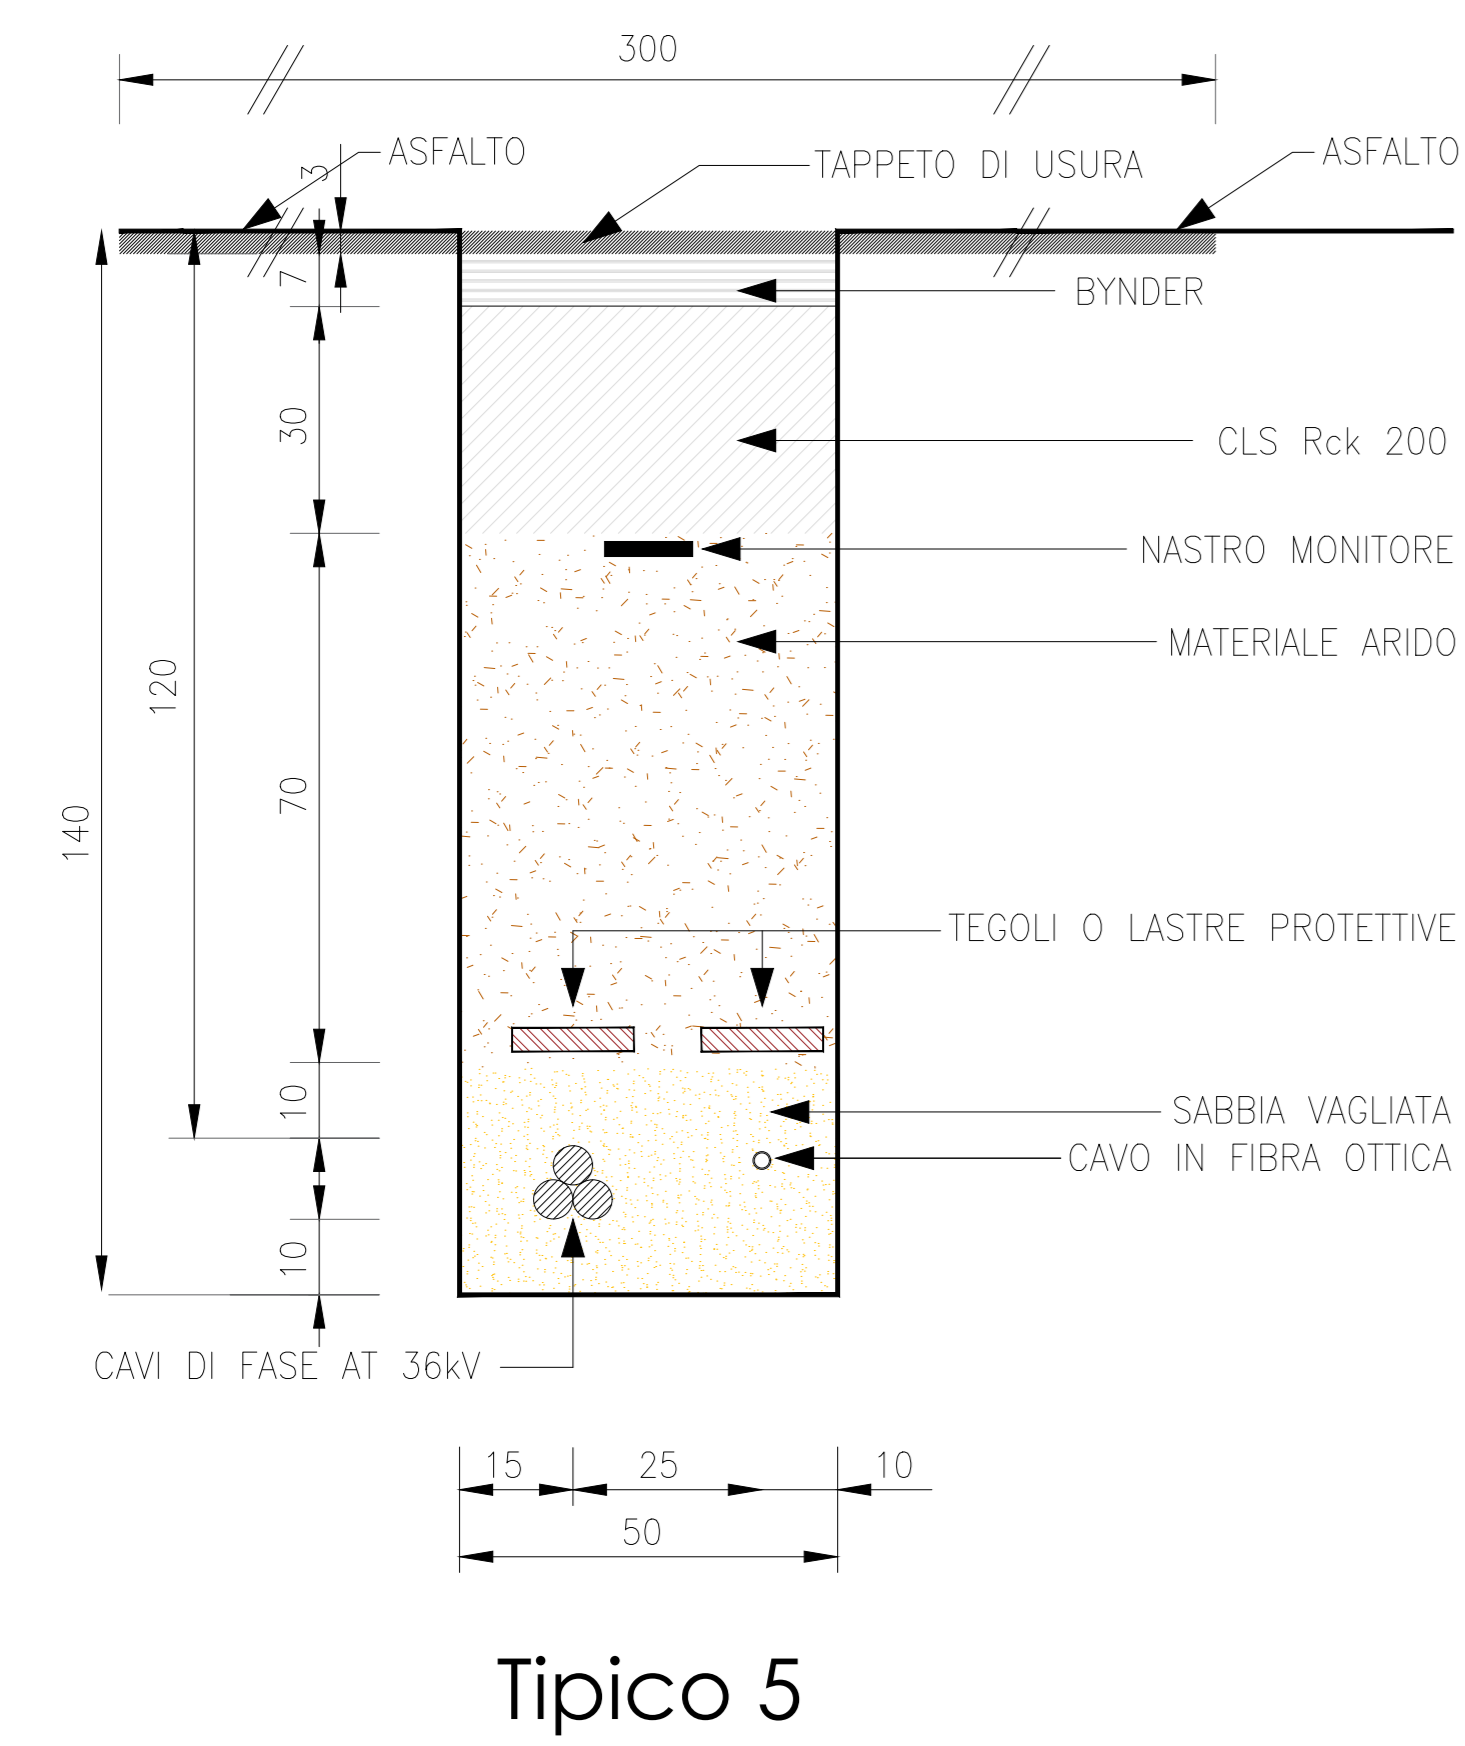 300
ASFALTO
TAPPETO DI USURA
ASFALTO
3
7
BYNDER
30
CLS Rck 200
NASTRO MONITORE
MATERIALE ARIDO
120
70
140
TEGOLI O LASTRE PROTETTIVE
10
SABBIA VAGLIATA
CAVO IN FIBRA OTTICA
10
CAVI DI FASE AT 36kV
15
25
10
50
Tipico 5